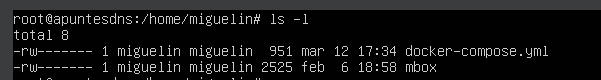 root@apuntesdns:/home/miguelin# ls -l
total 8
-rw------- 1 miguelin miguelin  951 mar 12 17:34 docker-compose.yml
-rw------- 1 miguelin miguelin 2525 feb  6 18:58 mbox